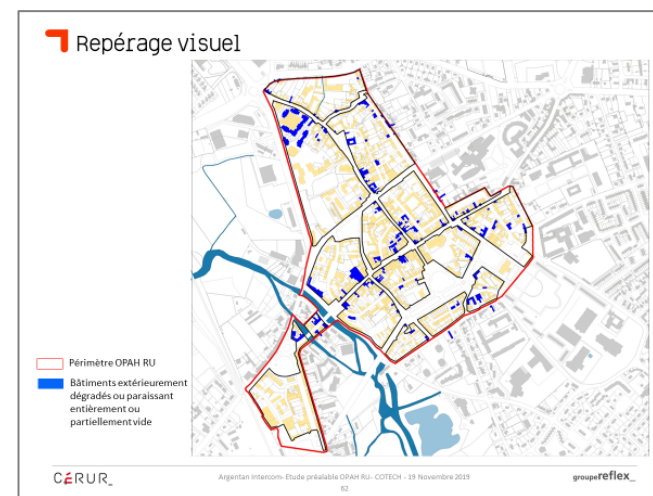 Repérage visuel
Périmètre OPAH RU
Bâtiments extérieurement
dégradés ou paraissant
entièrement ou
partiellement vide
CÉRUR_
Argentan Intercom- Etude préalable OPAH RU- COTECH - 19 Novembre 2019
62
groupereflex_